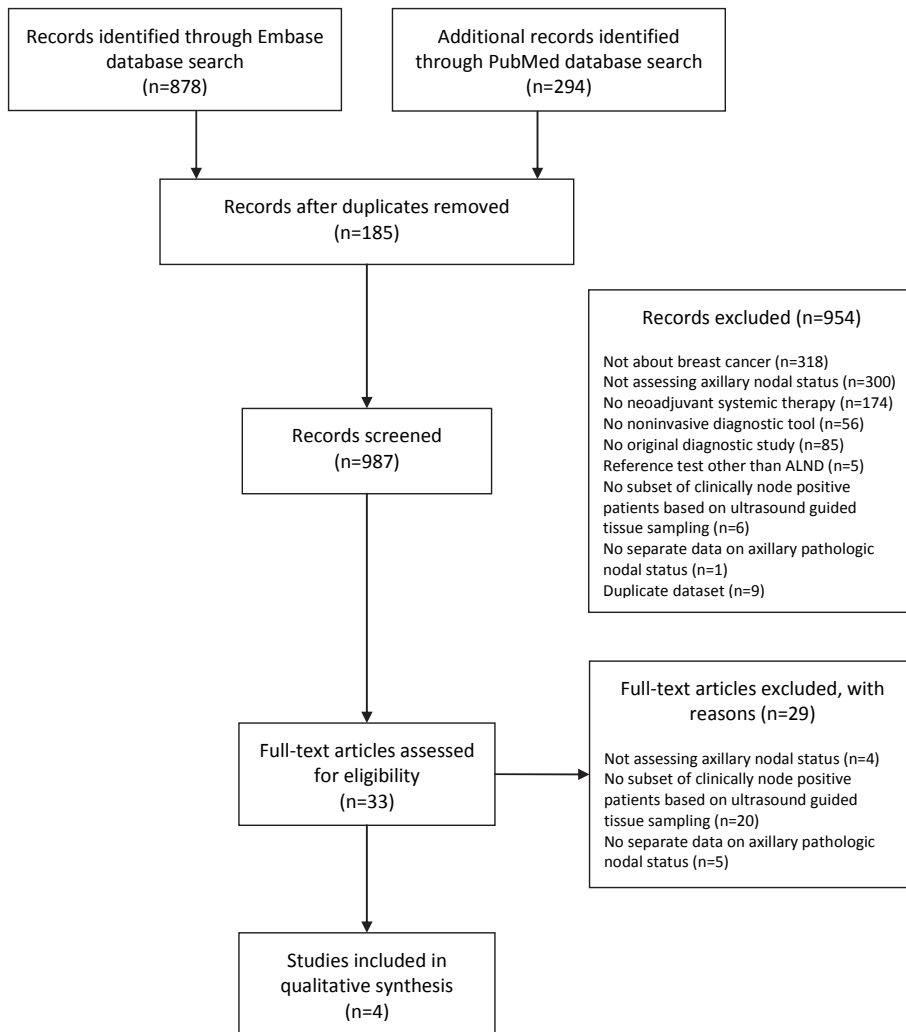 Records identified through Embase
database search
(n=878)
Additional records identified
through PubMed database search
(n=294)
Records after duplicates removed
(n=185)
Records excluded (n=954)
Not about breast cancer (n=318)
Not assessing axillary nodal status (n=300)
No neoadjuvant systemic therapy (n=174)
No noninvasive diagnostic tool (n=56)
No original diagnostic study (n=85)
Reference test other than ALND (n=5)
No subset of clinically node positive
patients based on ultrasound guided
tissue sampling (n=6)
No separate data on axillary pathologic
nodal status (n=1)
Duplicate dataset (n=9)
Records screened
(n=987)
Full-text articles excluded, with
reasons (n=29)
Not assessing axillary nodal status (n=4)
No subset of clinically node positive
patients based on ultrasound guided
tissue sampling (n=20)
No separate data on axillary pathologic
nodal status (n=5)
Full-text articles assessed
for eligibility
(n=33)
Studies included in
qualitative synthesis
(n=4)